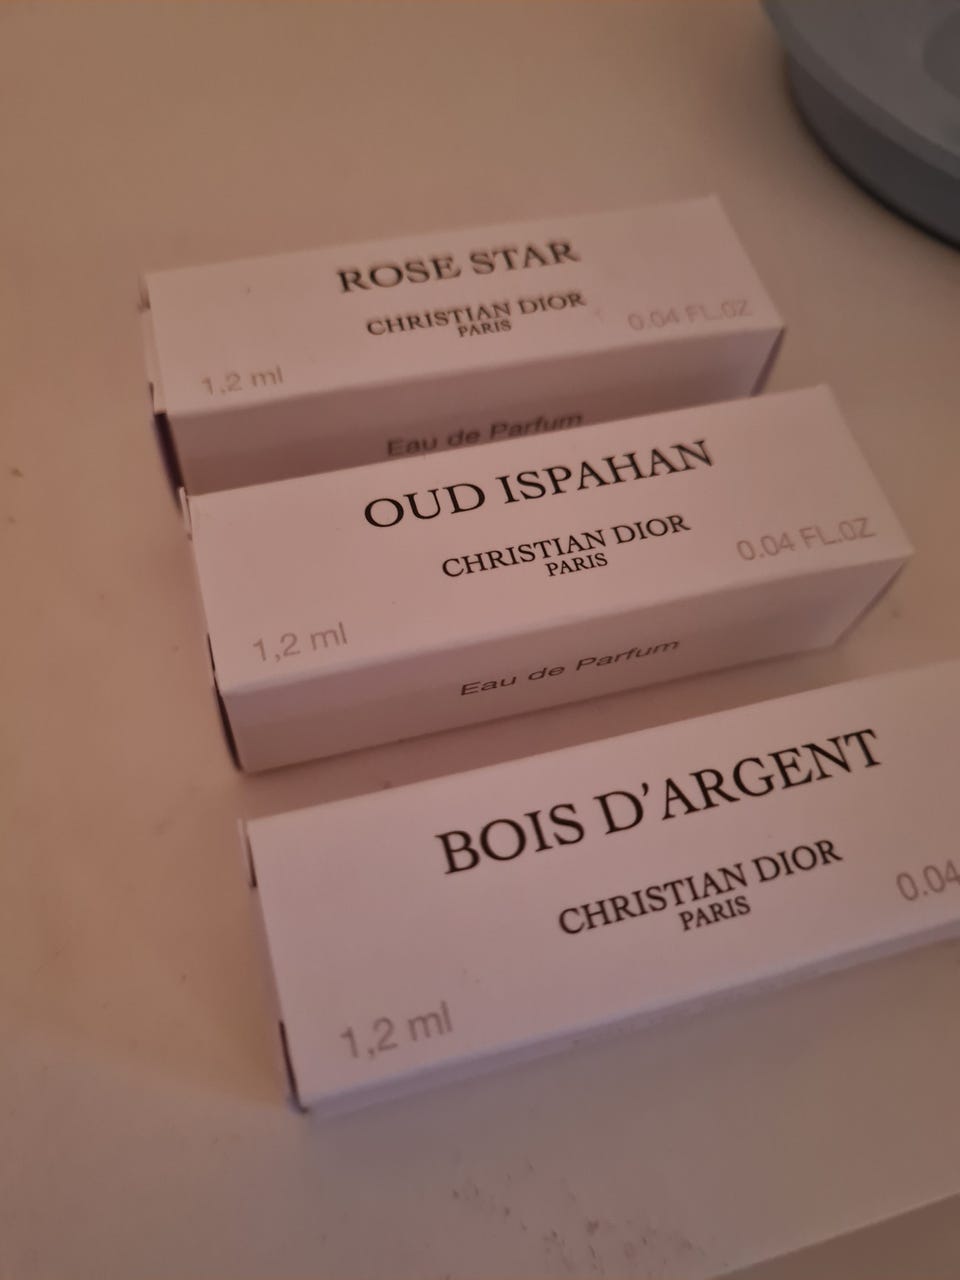 ROSE STAR
CHRISTIAN DIOR
PARIS
1,2 ml
0.04 FL.OZ
Eau de Parfum
OUD ISPAHAN
CHRISTIAN DIOR
PARIS
1,2 ml
0.04 FL.OZ
Eau de Parfum
BOIS D'ARGENT
CHRISTIAN DIOR
PARIS
1,2 ml
0.04